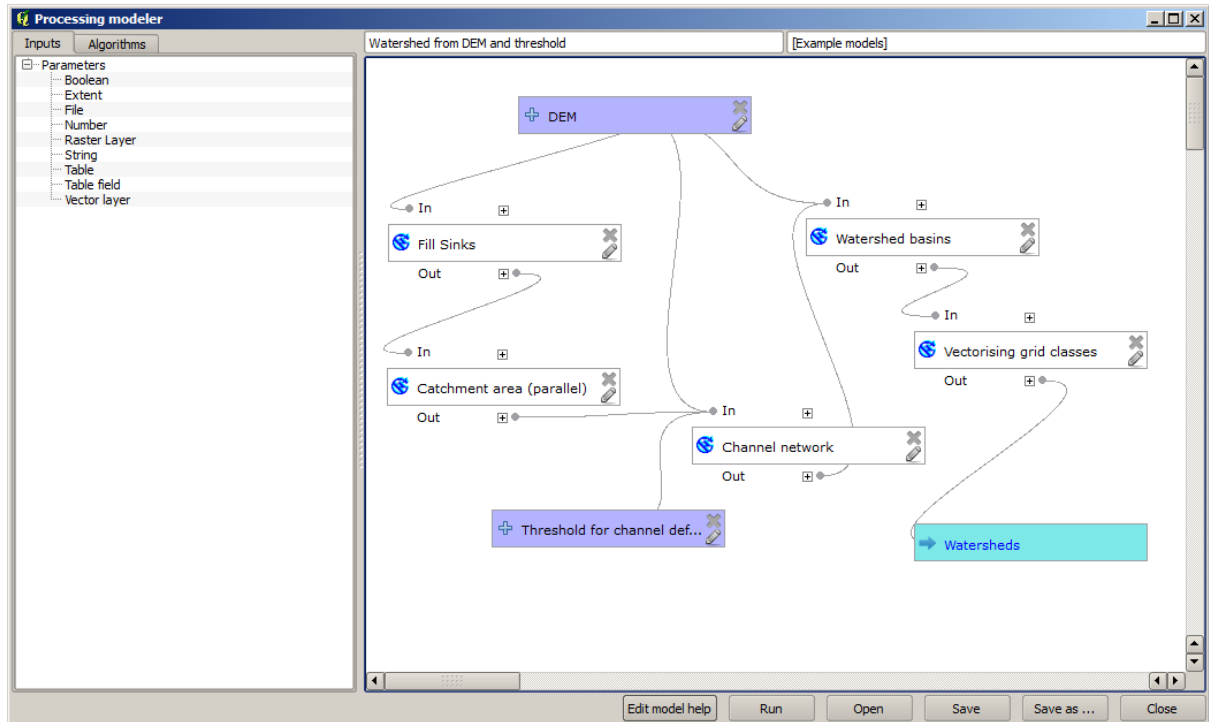 Processing modeler
Inputs Algorithms
Watershed from DEM and threshold [Example models]
Parameters
Boolean
Extent
File
Number
Raster Layer
String
Table
Table field
Vector layer
DEM
In
Fill Sinks
Out
In
Watershed basins
Out
In
Catchment area (parallel)
Out
In
Vectorising grid classes
Out
In
Channel network
Out
Threshold for channel def...
Watersheds
Edit model help Run Open Save Save as ... Close